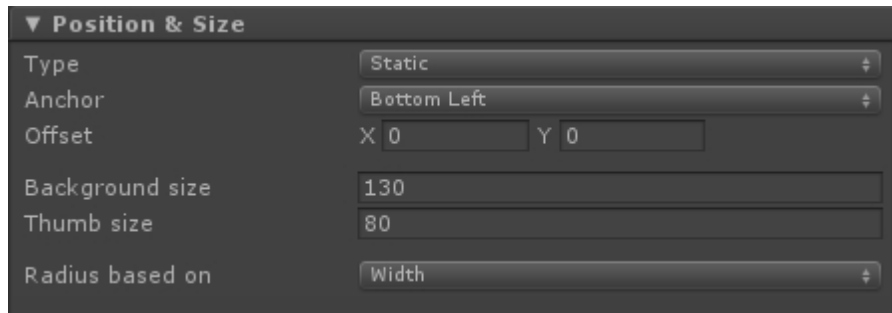 ▼ Position & Size
Type Static
Anchor Bottom Left
Offset X 0 Y 0
Background size 130
Thumb size 80
Radius based on Width